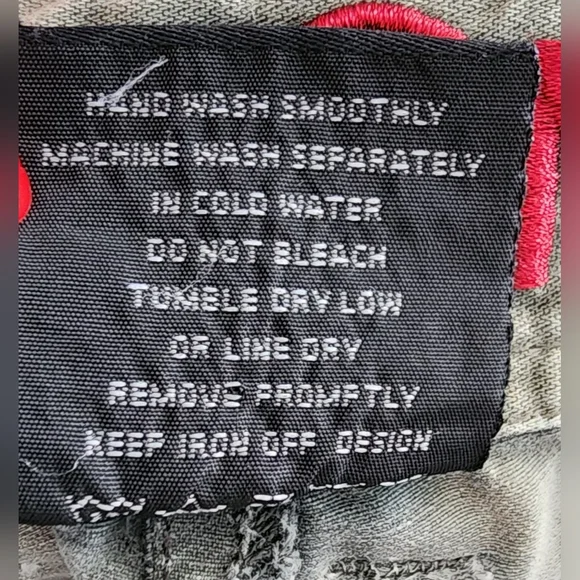 HAND WASH SMOOTHLY
MACHINE WASH SEPARATELY
IN COLD WATER
DO NOT BLEACH
TUMBLE DRY LOW
OR LINE DRY
REMOVE PROMPTLY
KEEP IRON OFF DESIGN